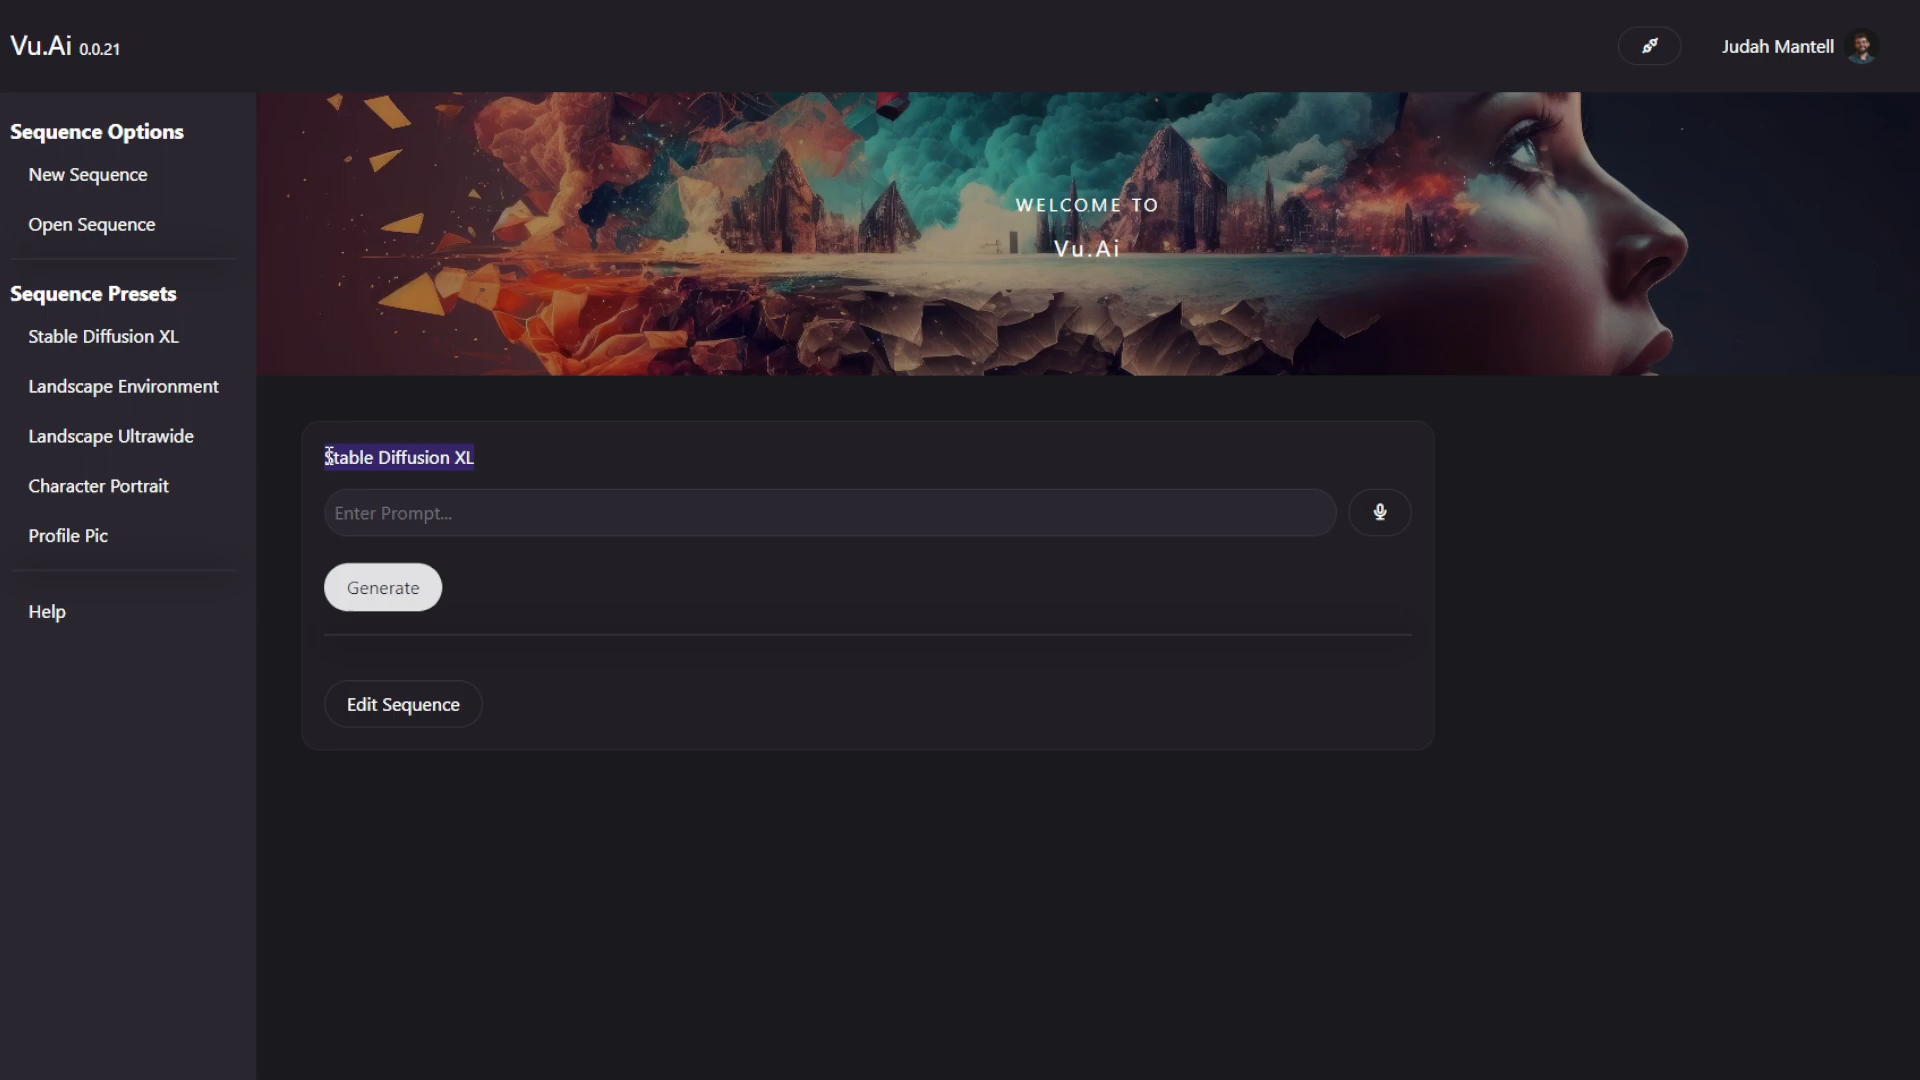 Vu.Ai 0.0.21
Judah Mantell
Sequence Options
New Sequence
Open Sequence
Sequence Presets
Stable Diffusion XL
Landscape Environment
Landscape Ultrawide
Character Portrait
Profile Pic
Help
WELCOME TO
Vu.Ai
Stable Diffusion XL
Enter Prompt...
Generate
Edit Sequence